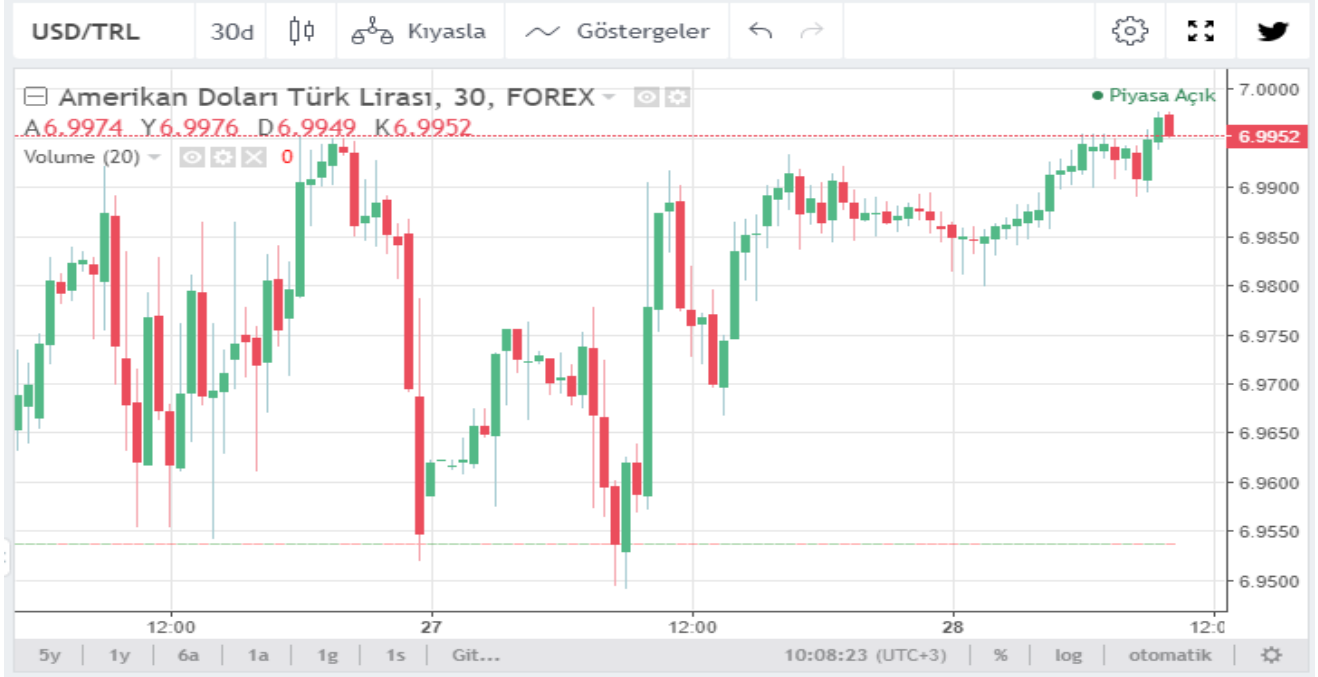 USD/TRL 30d Kıyasla Göstergeler
Amerikan Doları Türk Lirası, 30, FOREX
Piyasa Açık
A6.9974 Y6.9976 D6.9949 K6.9952
Volume (20) 0
7.0000
6.9952
6.9900
6.9850
6.9800
6.9750
6.9700
6.9650
6.9600
6.9550
6.9500
12:00 27 12:00 28 12:0
5y 1y 6a 1a 1g 1s Git... 10:08:23 (UTC+3) % log otomatik